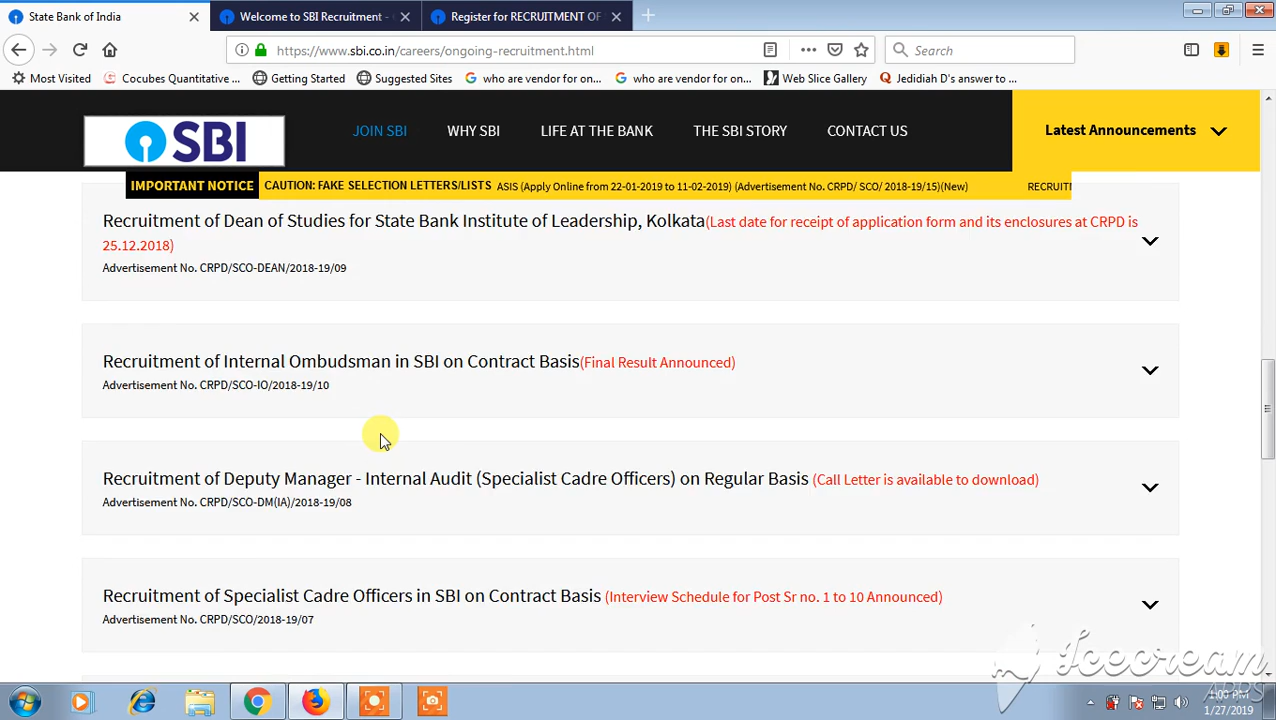 State Bank of India
Welcome to SBI Recruitment -
Register for RECRUITMENT OF
https://www.sbi.co.in/careers/ongoing-recruitment.html
Search
Most Visited
Cocubes Quantitative ...
Getting Started
Suggested Sites
who are vendor for on...
who are vendor for on...
Web Slice Gallery
Jedidiah D's answer to ...
SBI
JOIN SBI
WHY SBI
LIFE AT THE BANK
THE SBI STORY
CONTACT US
Latest Announcements
IMPORTANT NOTICE
CAUTION: FAKE SELECTION LETTERS/LISTS
ASIS (Apply Online from 22-01-2019 to 11-02-2019) (Advertisement No. CRPD/ SCO/ 2018-19/15)(New)
Recruitment of Dean of Studies for State Bank Institute of Leadership, Kolkata(Last date for receipt of application form and its enclosures at CRPD is
25.12.2018)
Advertisement No. CRPD/SCO-DEAN/2018-19/09
Recruitment of Internal Ombudsman in SBI on Contract Basis(Final Result Announced)
Advertisement No. CRPD/SCO-IO/2018-19/10
Recruitment of Deputy Manager - Internal Audit (Specialist Cadre Officers) on Regular Basis (Call Letter is available to download)
Advertisement No. CRPD/SCO-DM(IA)/2018-19/08
Recruitment of Specialist Cadre Officers in SBI on Contract Basis (Interview Schedule for Post Sr no. 1 to 10 Announced)
Advertisement No. CRPD/SCO/2018-19/07
Icecream
APPS
1:00 PM
1/27/2019